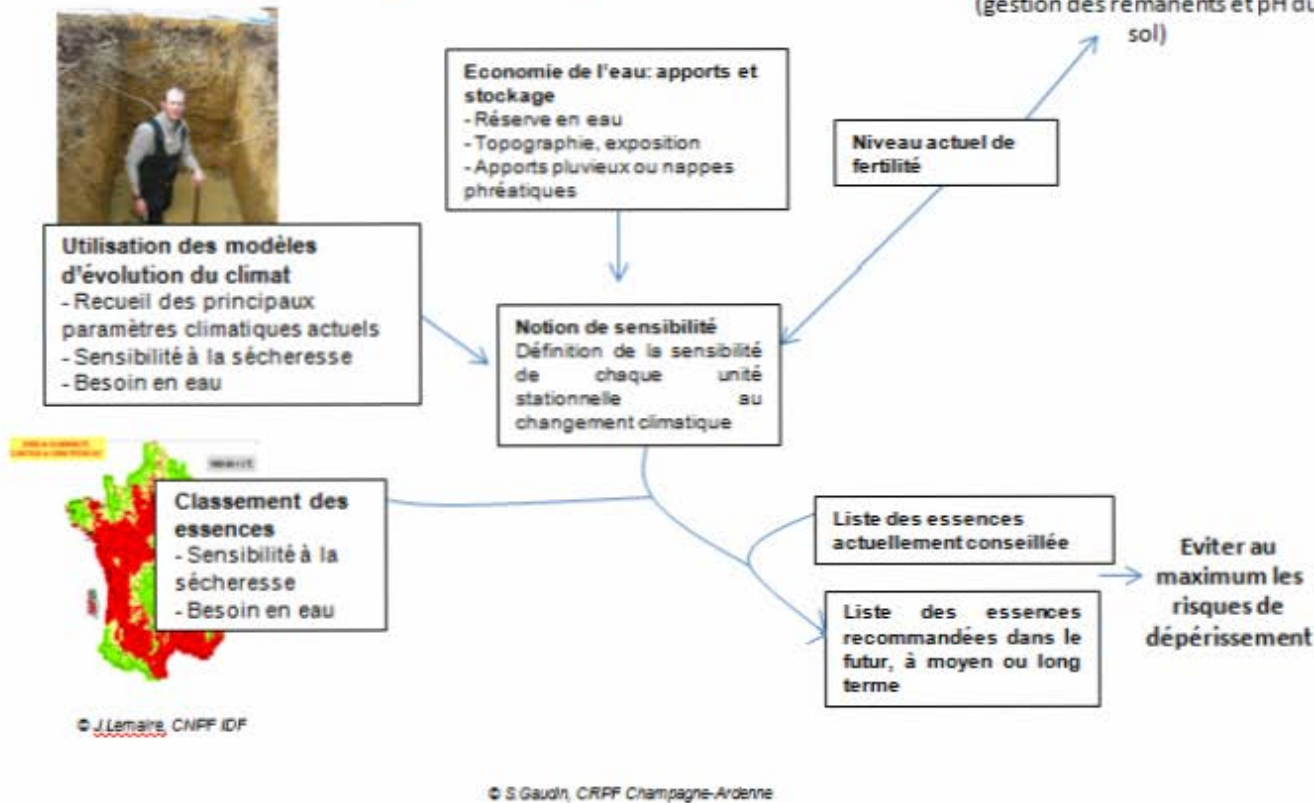 (gestion des rémanents et pH du
sol)
Economie de l'eau: apports et
stockage
- Réserve en eau
- Topographie, exposition
- Apports pluvieux ou nappes
phréatiques
Niveau actuel de
fertilité
Utilisation des modèles
d'évolution du climat
- Recueil des principaux
paramètres climatiques actuels
- Sensibilité à la sécheresse
- Besoin en eau
Notion de sensibilité
Définition de la sensibilité
de chaque unité
stationnelle au
changement climatique
Classement des
essences
- Sensibilité à la
sécheresse
- Besoin en eau
Liste des essences
actuellement conseillée
Liste des essences
recommandées dans le
futur, à moyen ou long
terme
Eviter au
maximum les
risques de
dépérissement
© J.Lemaire, CNPF IDF
© S.Gaudin, CRPF Champagne-Ardenne